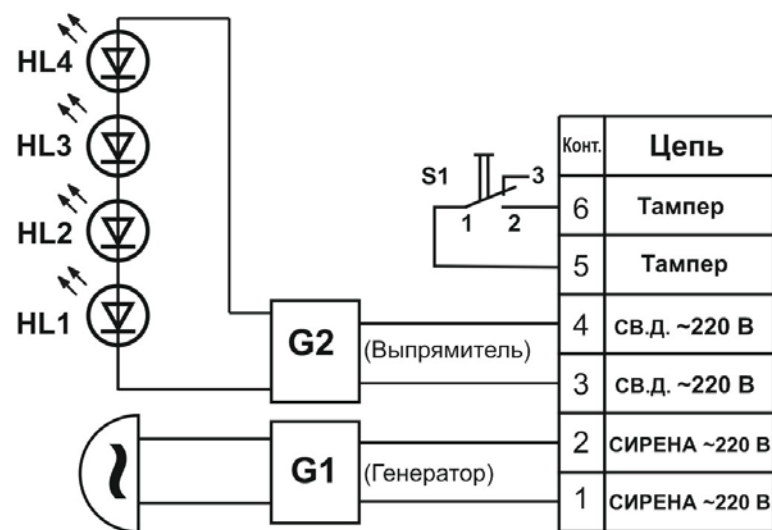 HL4
HL3
HL2
HL1
S1
1
2
3
G2
(Выпрямитель)
G1
(Генератор)
~
Конт. Цепь
6 Тампер
5 Тампер
4 СВ.Д. ~220 В
3 СВ.Д. ~220 В
2 СИРЕНА ~220 В
1 СИРЕНА ~220 В